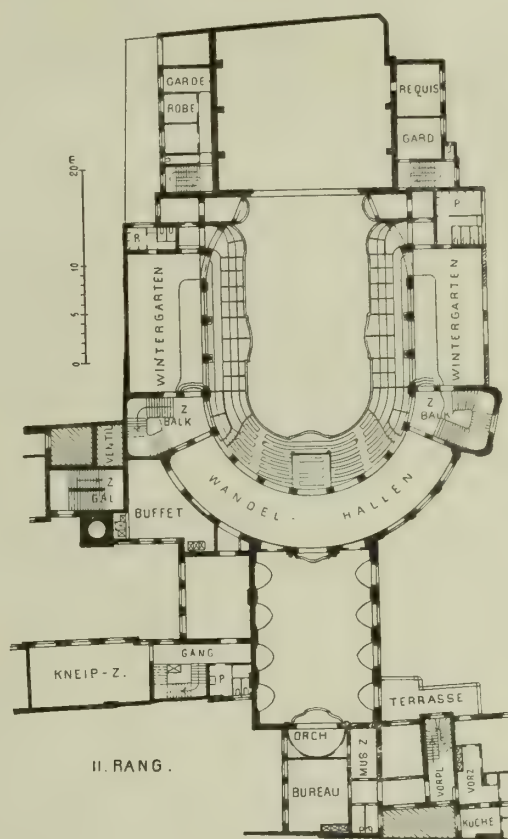 GARDE
ROBE
REQUIS
GARD
P
20 m
10
5
0
R
P
WINTERGARTEN
WINTERGARTEN
Z
BALK
Z
BALK
VENTIL
Z
GAL
WANDEL - HALLEN
BUFFET
GANG
KNEIP-Z.
P
TERRASSE
ORCH
MUS Z
II. RANG.
BUREAU
VORPL
VORZ
P
KÜCHE